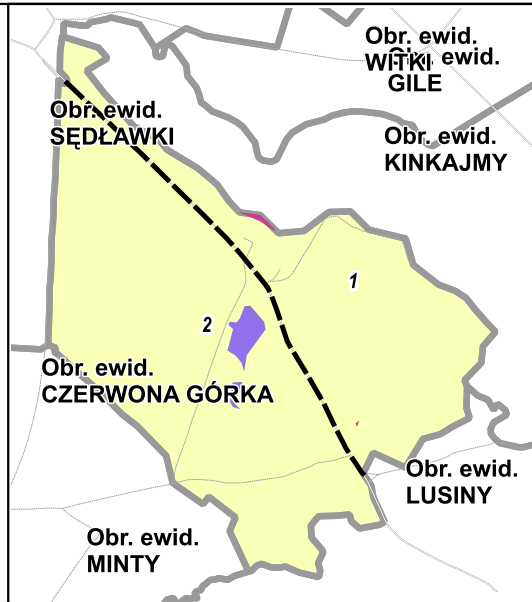 Obr. ewid.
WITKI
Obr. ewid.
GILE
Obr. ewid.
SĘDŁAWKI
Obr. ewid.
KINKAJMY
1
2
Obr. ewid.
CZERWONA GÓRKA
Obr. ewid.
LUSINY
Obr. ewid.
MINTY